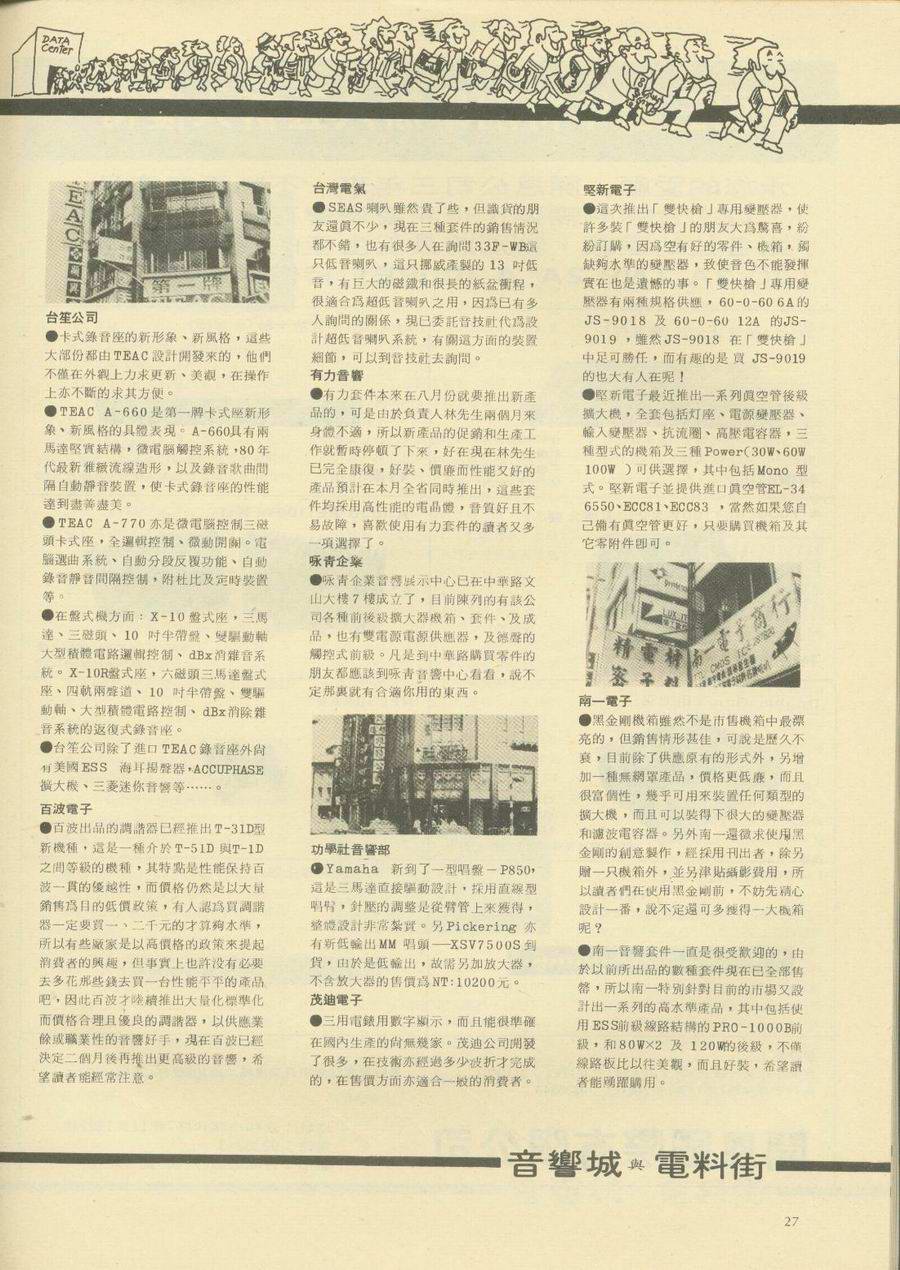 DATA
Center
EAC
第一牌
台笙公司
●卡式錄音座的新形象、新風格，這些
大部份都由TEAC設計開發來的，他們
不僅在外觀上力求更新、美觀，在操作
上亦不斷的求其方便。
●TEAC A-660是第一牌卡式座新形
象、新風格的具體表現。A-660具有兩
馬達堅實結構，微電腦觸控系統，80年
代最新雅緻流線造形，以及錄音歌曲間
隔自動靜音裝置，使卡式錄音座的性能
達到盡善盡美。
●TEAC A-770亦是微電腦控制三磁
頭卡式座，全邏輯控制、微動開關。電
腦選曲系統、自動分段反覆功能、自動
錄音靜音間隔控制，附杜比及定時裝置
等。
●在盤式機方面：X-10盤式座，三馬
達、三磁頭、10 吋半帶盤、雙驅動軸
大型積體電路邏輯控制、dBx消雜音系
統。X-10R盤式座，六磁頭三馬達盤式
座、四軌兩聲道、10 吋半帶盤、雙驅
動軸、大型積體電路控制、dBx消除雜
音系統的返復式錄音座。
●台笙公司除了進口TEAC錄音座外尙
有美國ESS 海耳揚聲器，ACCUPHASE
擴大機、三菱迷你音響等……。
百波電子
●百波出品的調諧器已經推出T-31D型
新機種，這是一種介於T-51D 與T-1D
之間等級的機種，其特點是性能保持百
波一貫的優越性，而價格仍然是以大量
銷售爲目的低價政策，有人認爲買調諧
器一定要買一、二千元的才算夠水準，
所以有些廠家是以高價格的政策來提起
消費者的興趣，但事實上也許没有必要
去多花那些錢去買一台性能平平的產品
吧，因此百波才陸續推出大量化標準化
而價格合理且優良的調諧器，以供應業
餘或職業性的音響好手，現在百波已經
決定二個月後再推出更高級的音響，希
望讀者能經常注意。
台灣電氣
●SEAS喇叭雖然貴了些，但識貨的朋
友還眞不少，現在三種套件的銷售情況
都不錯，也有很多人在詢問33F-WB這
只低音喇叭，這只挪威產製的 13 吋低
音，有巨大的磁鐵和很長的紙盆衝程，
很適合爲超低音喇叭之用，因爲已有多
人詢問的關係，現已委託音技社代爲設
計超低音喇叭系統，有關這方面的裝置
細節，可以到音技社去詢問。
有力音響
●有力套件本來在八月份就要推出新產
品的，可是由於負責人林先生兩個月來
身體不適，所以新產品的促銷和生產工
作就暫時停頓了下來，好在現在林先生
已完全康復，好裝、價廉而性能又好的
產品預計在本月全省同時推出，這些套
件均採用高性能的電晶體，音質好且不
易故障，喜歡使用有力套件的讀者又多
一項選擇了。
咏青企業
●咏青企業音響展示中心已在中華路文
山大樓7樓成立了，目前陳列的有該公
司各種前後級擴大器機箱、套件、及成
品，也有雙電源電源供應器，及德聲的
觸控式前級。凡是到中華路購買零件的
朋友都應該到咏青音響中心看看，說不
定那裏就有合適你用的東西。
功學社音響部
●Yamaha 新到了一型唱盤－P850，
這是三馬達直接驅動設計，採用直線型
唱臂，針壓的調整是從臂管上來獲得，
整體設計非常紮實。另Pickering 亦
有新低輸出MM 唱頭－XSV7500S到
貨，由於是低輸出，故需另加放大器，
不含放大器的售價爲NT:10200元。
茂迪電子
●三用電錶用數字顯示，而且能很準確
在國內生產的尙無幾家。茂迪公司開發
了很多，在技術亦經過多少波折才完成
的，在售價方面亦適合一般的消費者。
堅新電子
●這次推出「雙快槍」專用變壓器，使
許多裝「雙快槍」的朋友大爲驚喜，紛
紛訂購，因爲空有好的零件、機箱，獨
缺夠水準的變壓器，致使音色不能發揮
實在也是遺憾的事。「雙快槍」專用變
壓器有兩種規格供應，60-0-60 6A的
JS-9018 及 60-0-60 12A 的JS-
9019，雖然JS-9018 在「雙快槍」
中足可勝任，而有趣的是買 JS-9019
的也大有人在呢！
●堅新電子最近推出一系列眞空管後級
擴大機，全套包括灯座、電源變壓器、
輸入變壓器、抗流圈、高壓電容器，三
種型式的機箱及三種Power(30W、60W
100W )可供選擇，其中包括Mono 型
式。堅新電子並提供進口眞空管EL-34
6550、ECC81、ECC83 ，當然如果您自
己備有眞空管更好，只要購買機箱及其
它零附件卽可。
LUX
精電材
密子
南一電子商行
CMOS
南一電子
●黑金剛機箱雖然不是市售機箱中最漂
亮的，但銷售情形甚佳，可說是歷久不
衰，目前除了供應原有的形式外，另增
加一種無網罩產品，價格更低廉，而且
很富個性，幾乎可用來裝置任何類型的
擴大機，而且可以裝得下很大的變壓器
和濾波電容器。另外南一還徵求使用黑
金剛的創意製作，經採用刊出者，除另
贈一只機箱外，並另津貼攝影費用，所
以讀者們在使用黑金剛前，不妨先精心
設計一番，說不定還可多獲得一大機箱
呢？
●南一音響套件一直是很受歡迎的，由
於以前所出品的數種套件現在已全部售
罄，所以南一特別針對目前的市場又設
計出一系列的高水準產品，其中包括使
用ESS前級線路結構的PRO-1000B前
級，和80W×2 及 120W的後級，不僅
線路板比以往美觀，而且好裝，希望讀
者能踴躍購用。
音響城與電料街
27